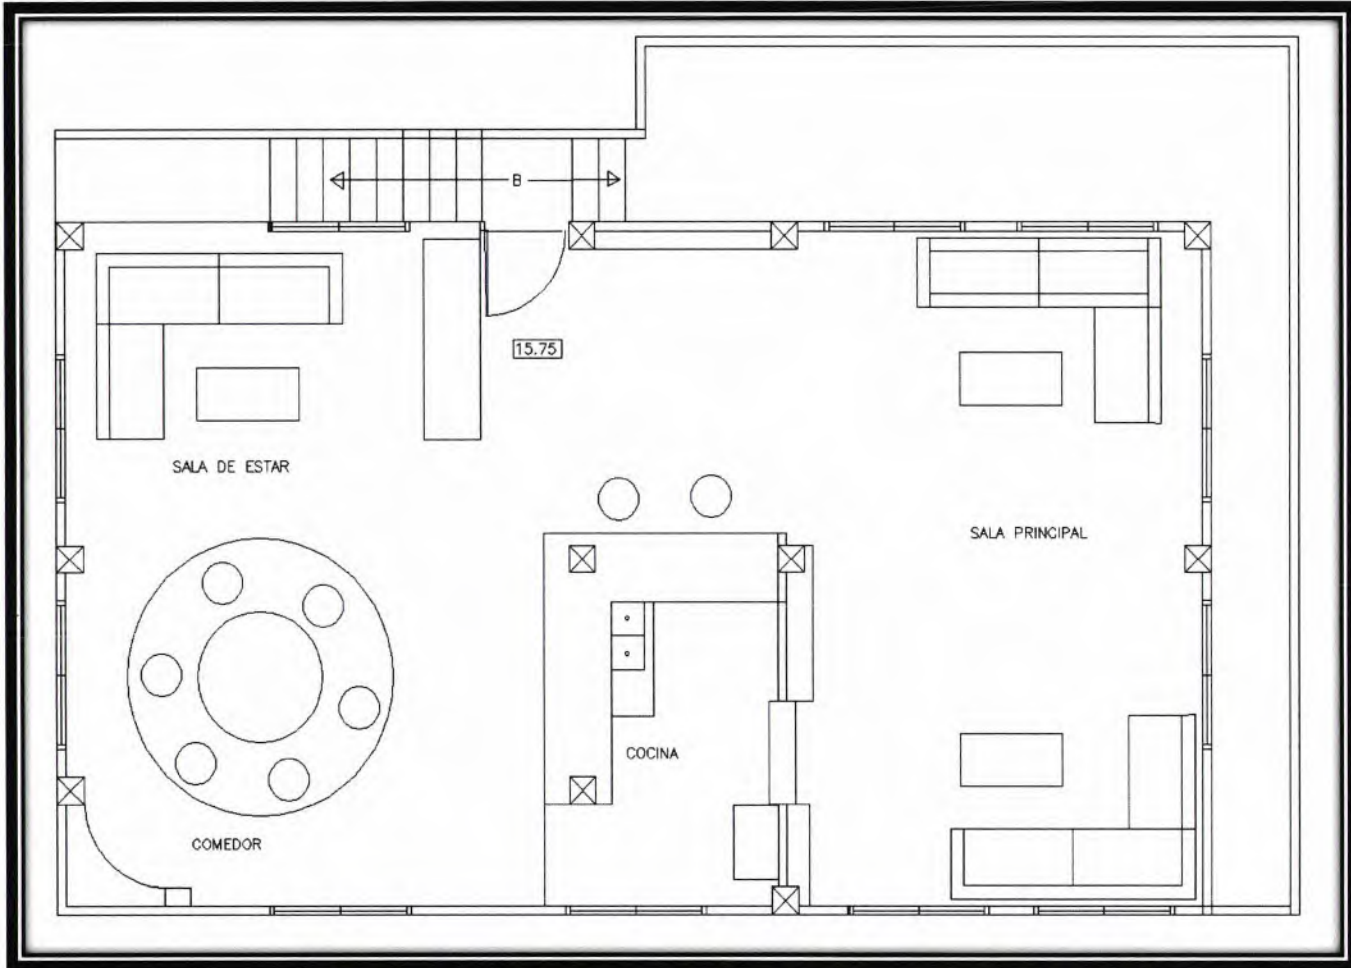 B
15.75
SALA DE ESTAR
SALA PRINCIPAL
COCINA
COMEDOR